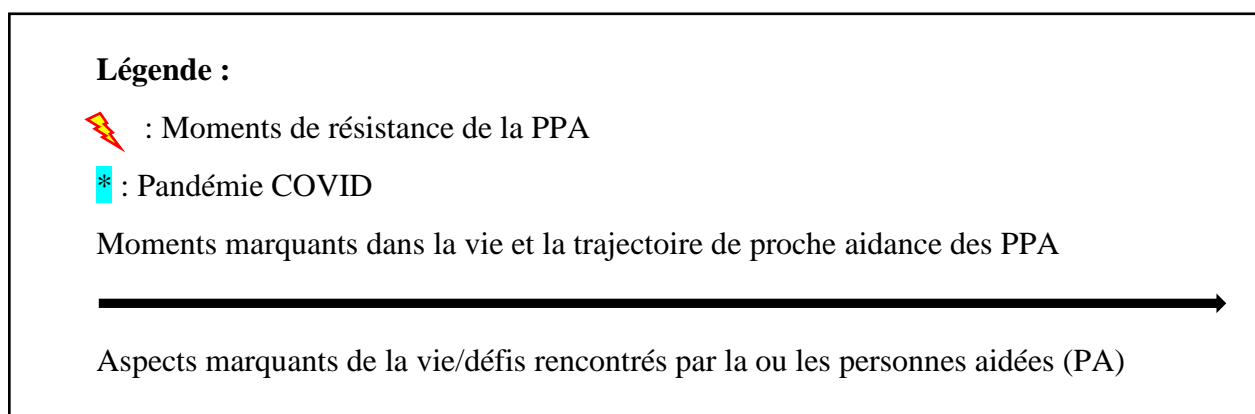 Légende :
: Moments de résistance de la PPA
* : Pandémie COVID
Moments marquants dans la vie et la trajectoire de proche aidance des PPA
Aspects marquants de la vie/défis rencontrés par la ou les personnes aidées (PA)